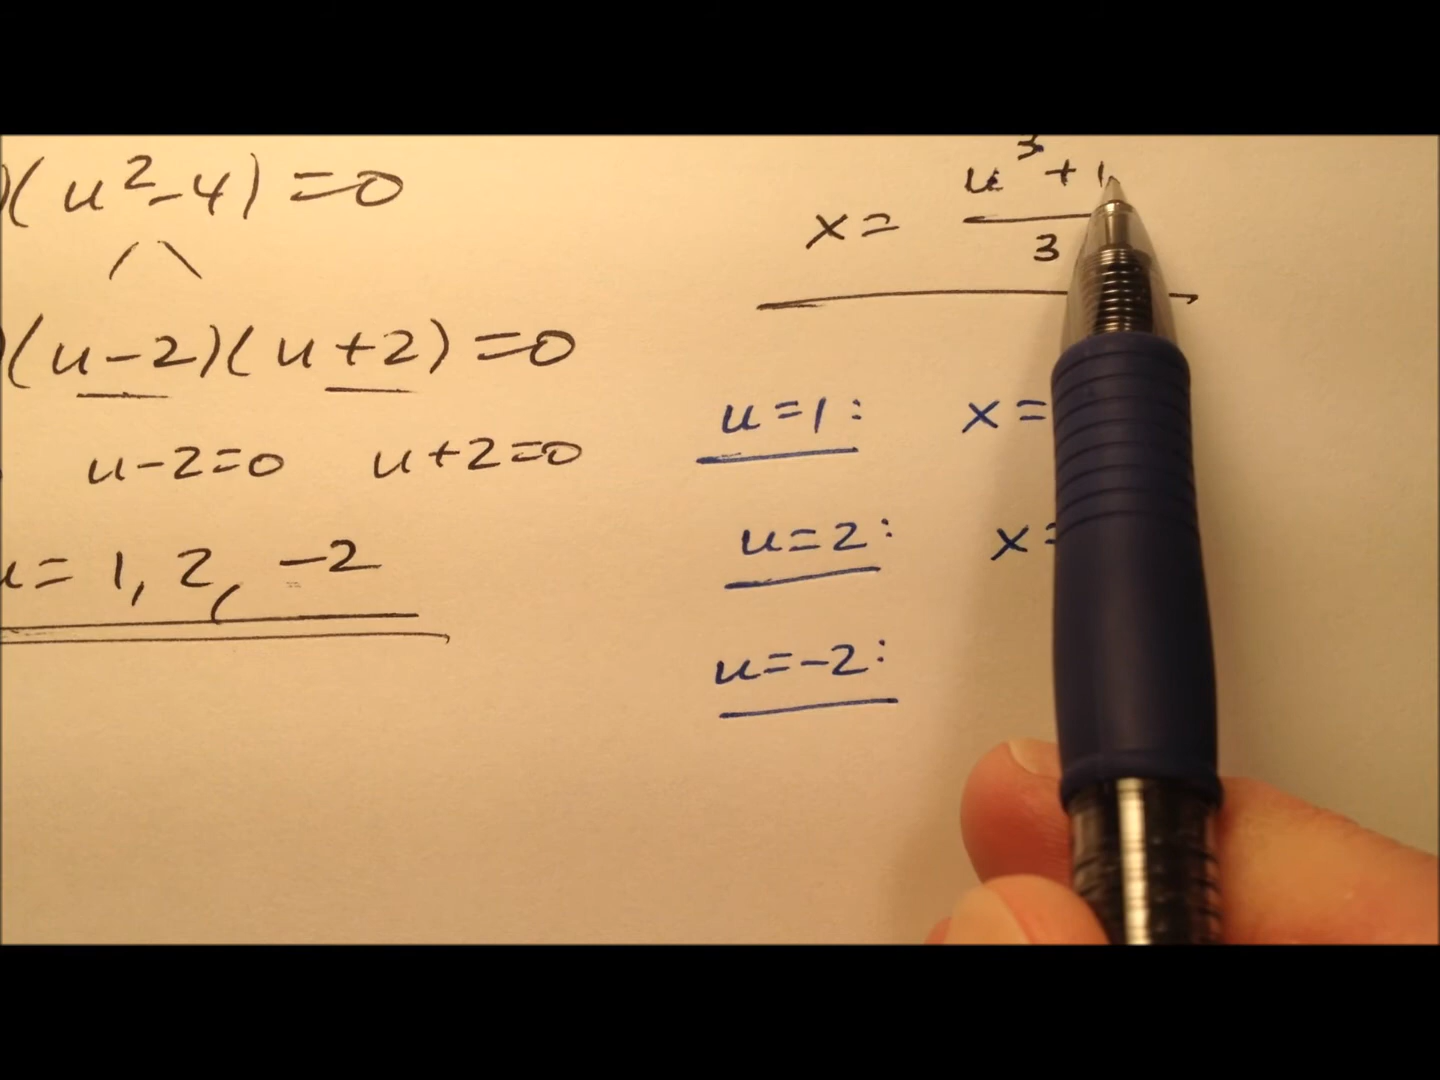 )(u²-4)=0
)(u-2)(u+2)=0
u-2=0 u+2=0
u= 1, 2, -2
x= u³+1
3
u=1: x=
u=2: x=
u=-2: